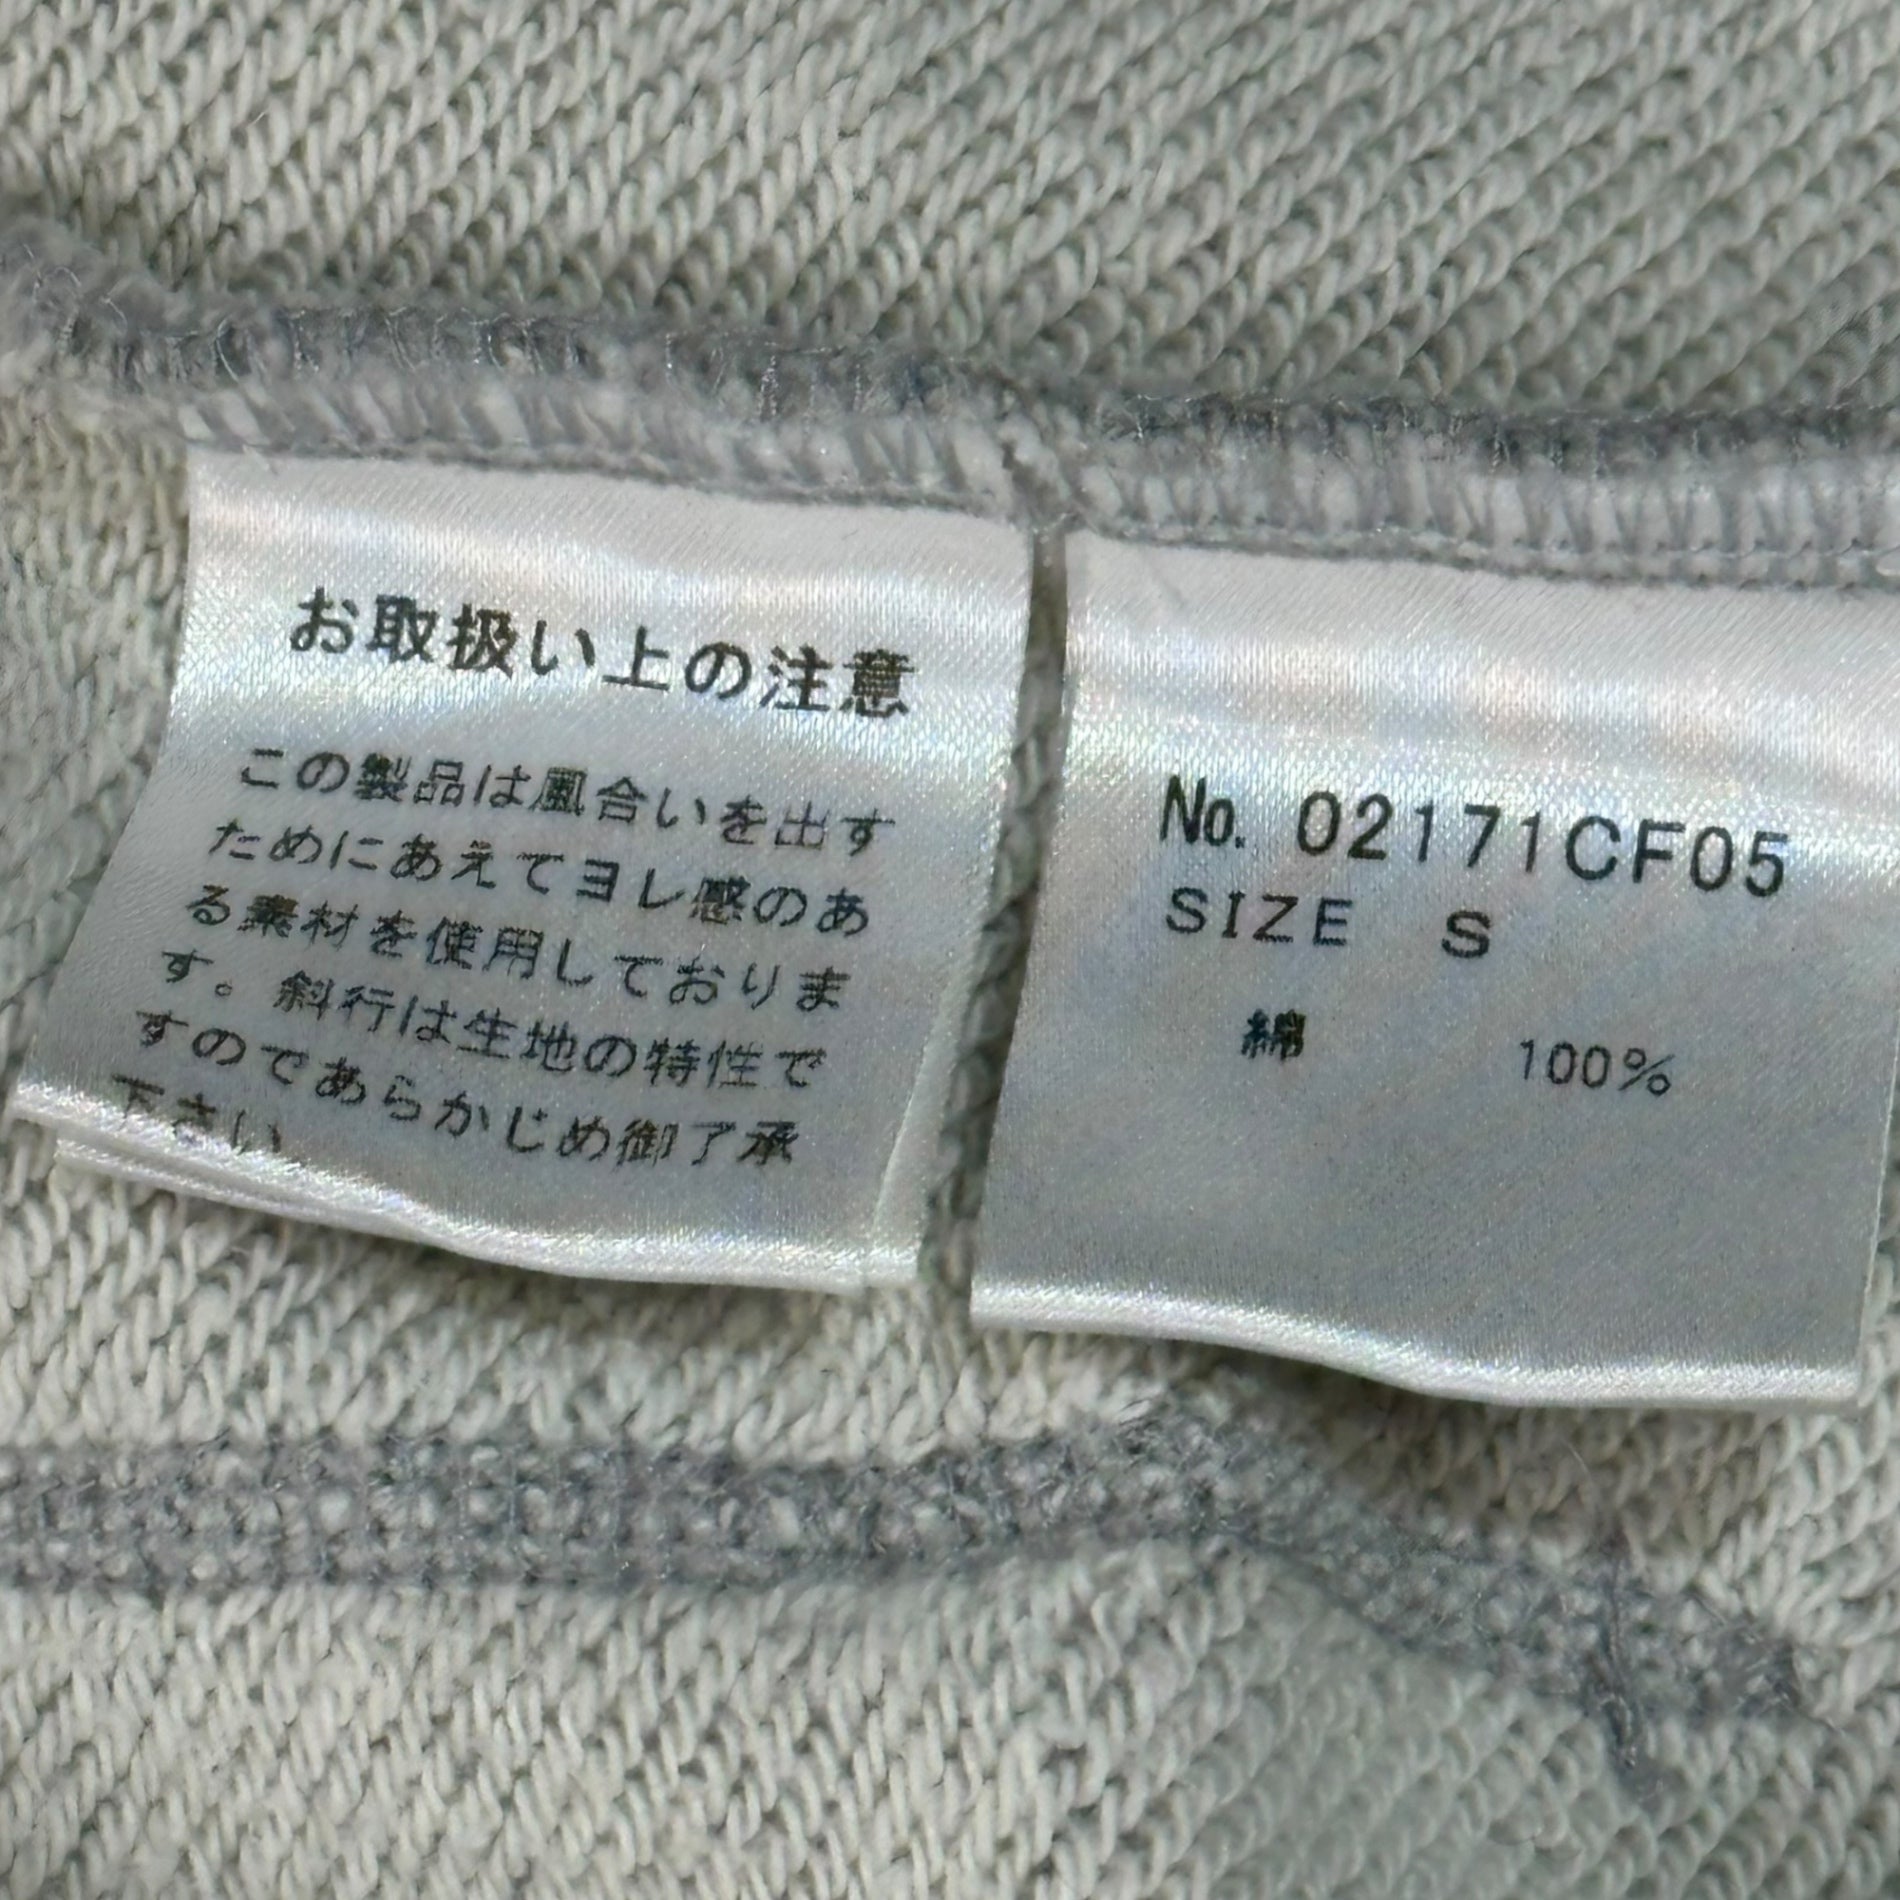 お取扱い上の注意
この製品は風合いを出す
ためにあえてヨレ感のあ
る素材を使用しておりま
す。斜行は生地の特性で
すのであらかじめ御了承
下さい
No. 02171CF05
SIZE S
綿 100%